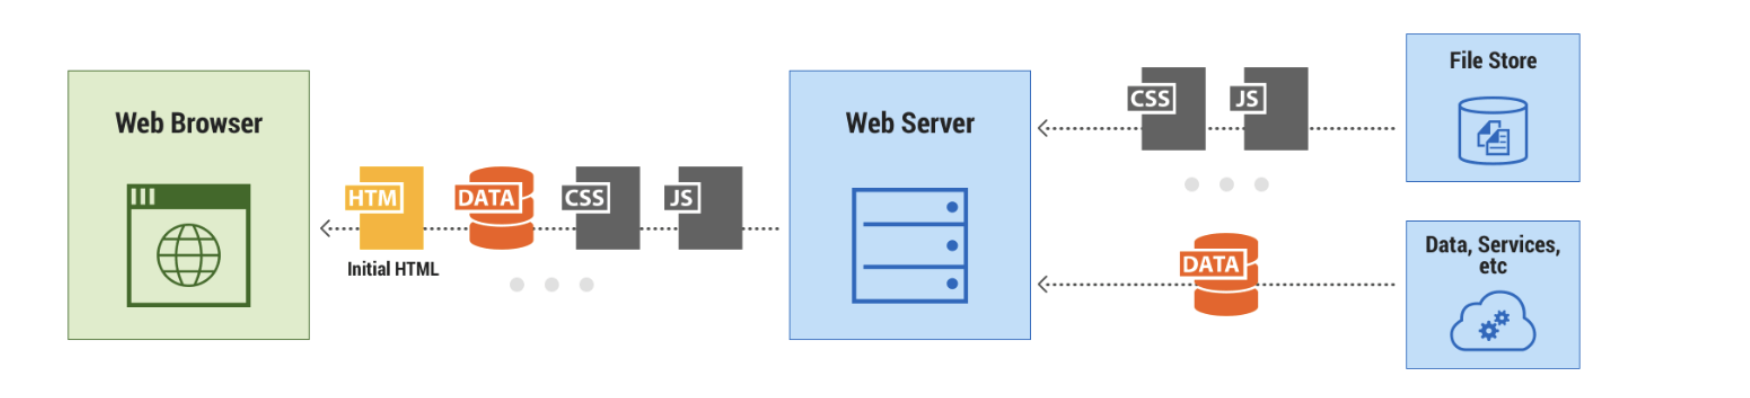 Web Browser
HTM
DATA
CSS
JS
Initial HTML
Web Server
CSS
JS
DATA
File Store
Data, Services,
etc